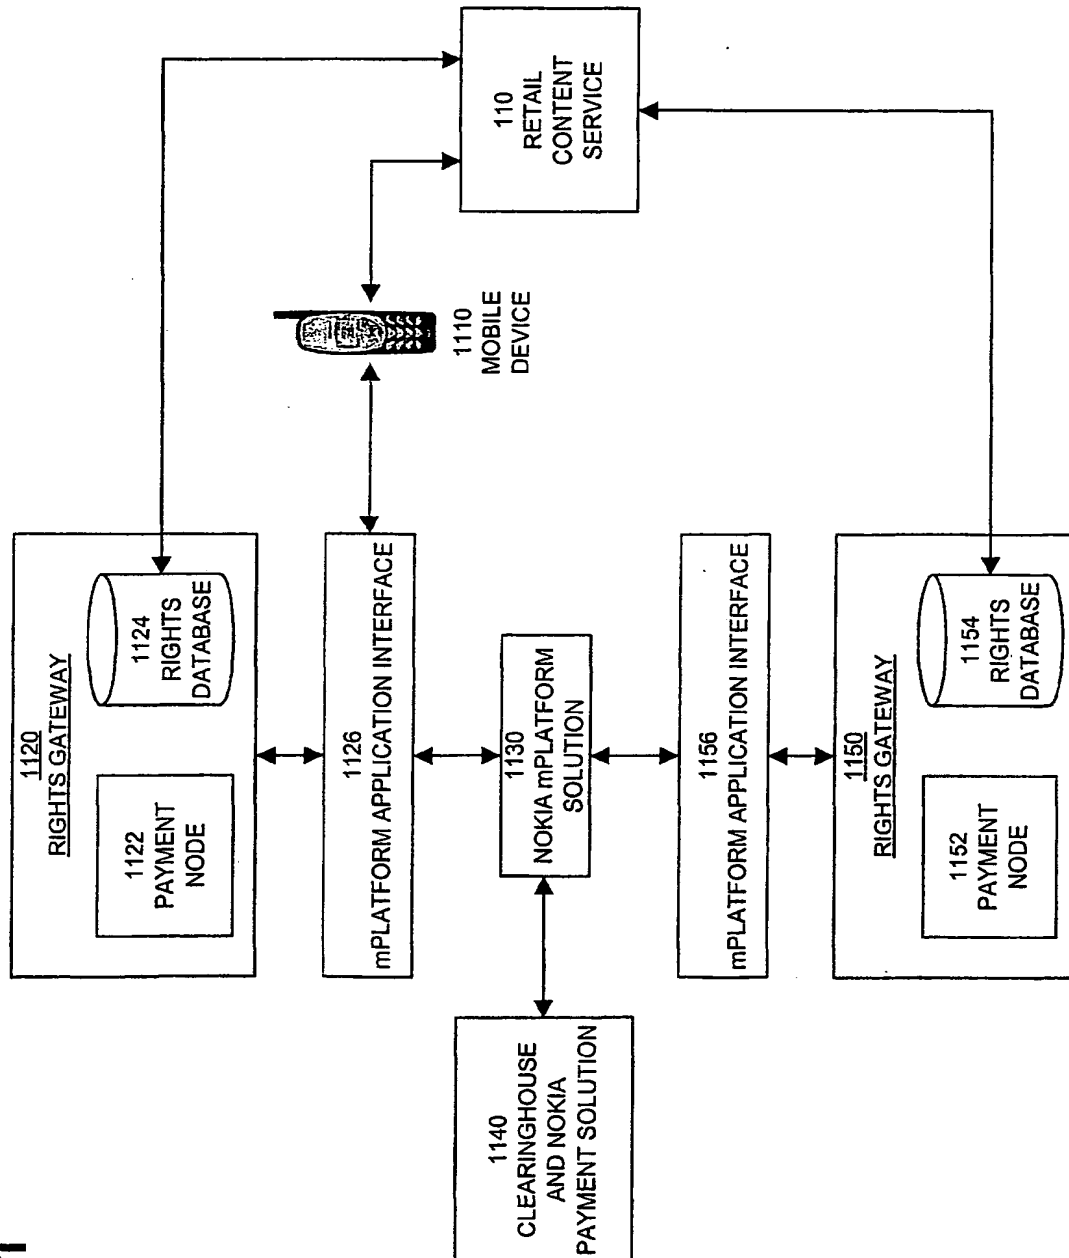 110
RETAIL
CONTENT
SERVICE
1110
MOBILE
DEVICE
1120
RIGHTS GATEWAY
1122
PAYMENT
NODE
1124
RIGHTS
DATABASE
1126
mPLATFORM APPLICATION INTERFACE
1130
NOKIA mPLATFORM
SOLUTION
1140
CLEARINGHOUSE
AND NOKIA
PAYMENT SOLUTION
1156
mPLATFORM APPLICATION INTERFACE
1150
RIGHTS GATEWAY
1152
PAYMENT
NODE
1154
RIGHTS
DATABASE